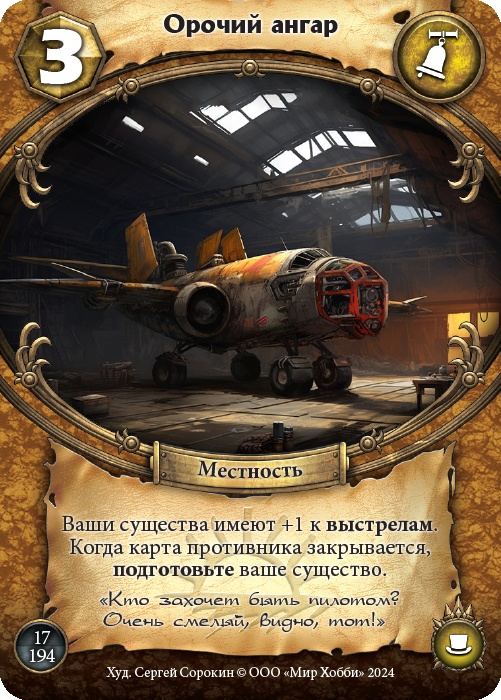 Орочий ангар
3
Местность
Ваши существа имеют +1 к выстрелам.
Когда карта противника закрывается,
подготовьте ваше существо.
«Кто захочет быть пилотом?
Очень смелый, видно, тот!»
17
194
Худ. Сергей Сорокин © ООО «Мир Хобби» 2024